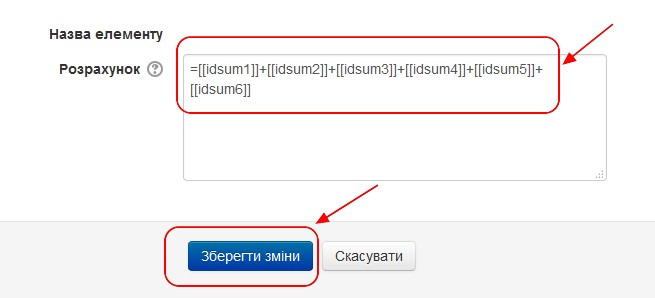 Назва елементу
Розрахунок
=[[idsum1]]+[[idsum2]]+[[idsum3]]+[[idsum4]]+[[idsum5]]+
[[idsum6]]
Зберегти зміни Скасувати